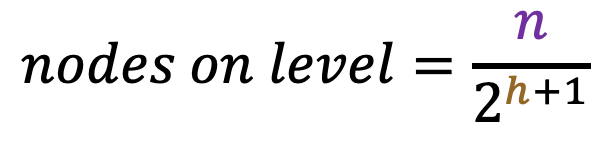 nodes on level = n / 2^{h+1}